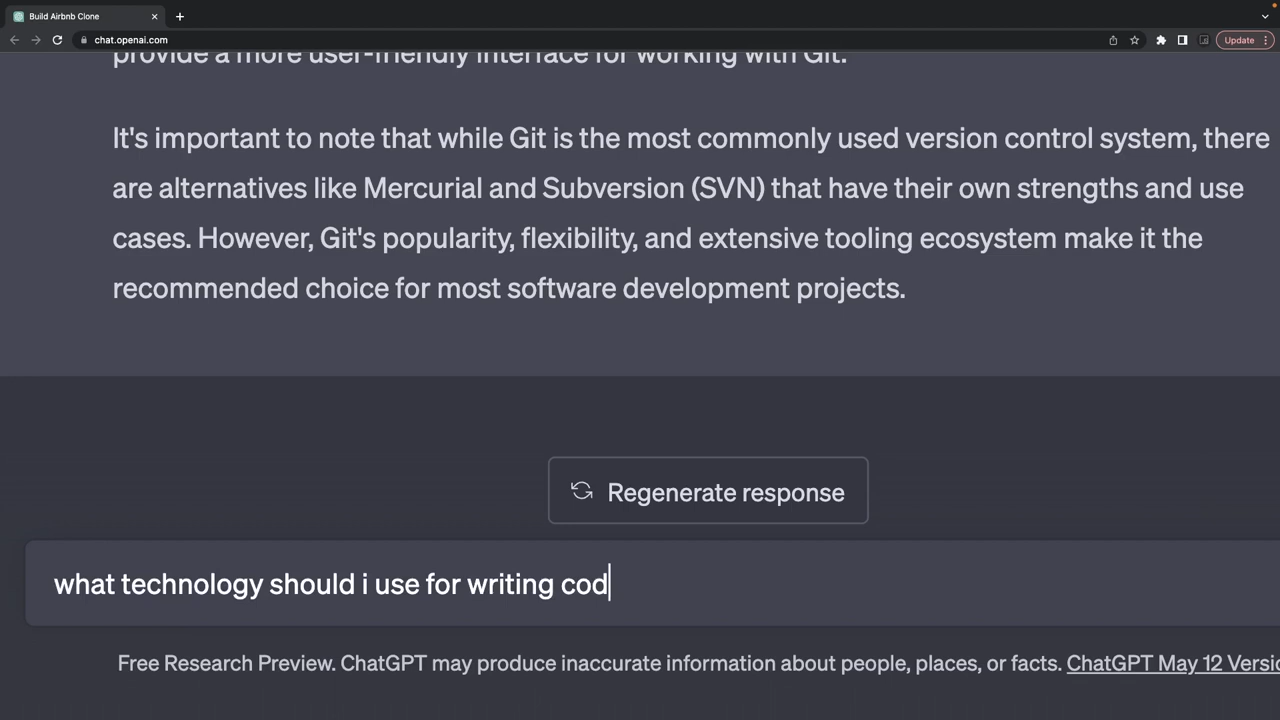 Build Airbnb Clone
chat.openai.com
Update
provide a more user-friendly interface for working with Git.
It's important to note that while Git is the most commonly used version control system, there
are alternatives like Mercurial and Subversion (SVN) that have their own strengths and use
cases. However, Git's popularity, flexibility, and extensive tooling ecosystem make it the
recommended choice for most software development projects.
Regenerate response
what technology should i use for writing cod
Free Research Preview. ChatGPT may produce inaccurate information about people, places, or facts. ChatGPT May 12 Versio